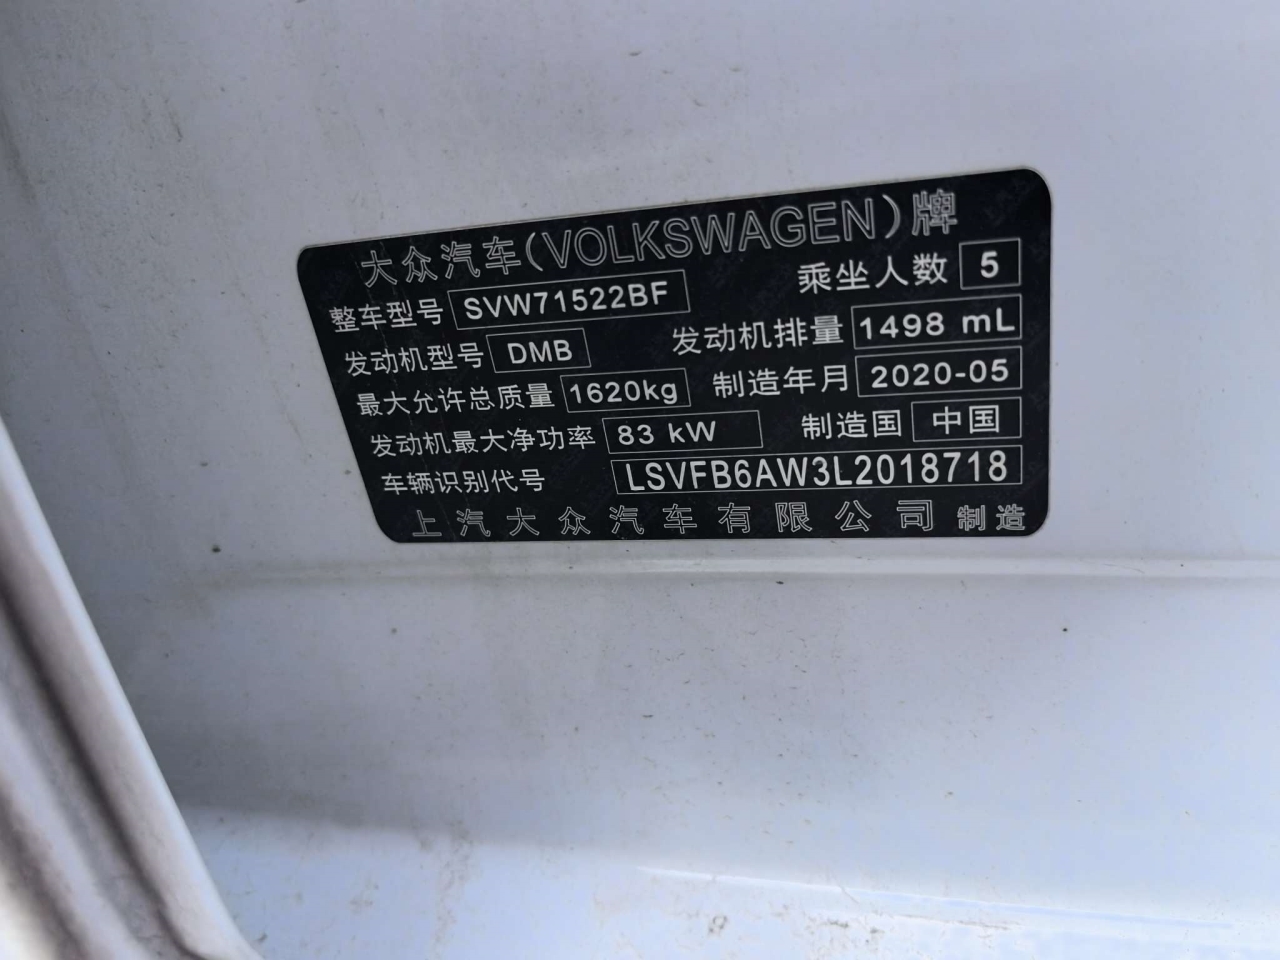 大众汽车(VOLKSWAGEN)牌
整车型号 SVW71522BF 乘坐人数 5
发动机型号 DMB 发动机排量 1498 mL
最大允许总质量 1620kg 制造年月 2020-05
发动机最大净功率 83 kW 制造国 中国
车辆识别代号 LSVFB6AW3L2018718
上汽大众汽车有限公司 制造